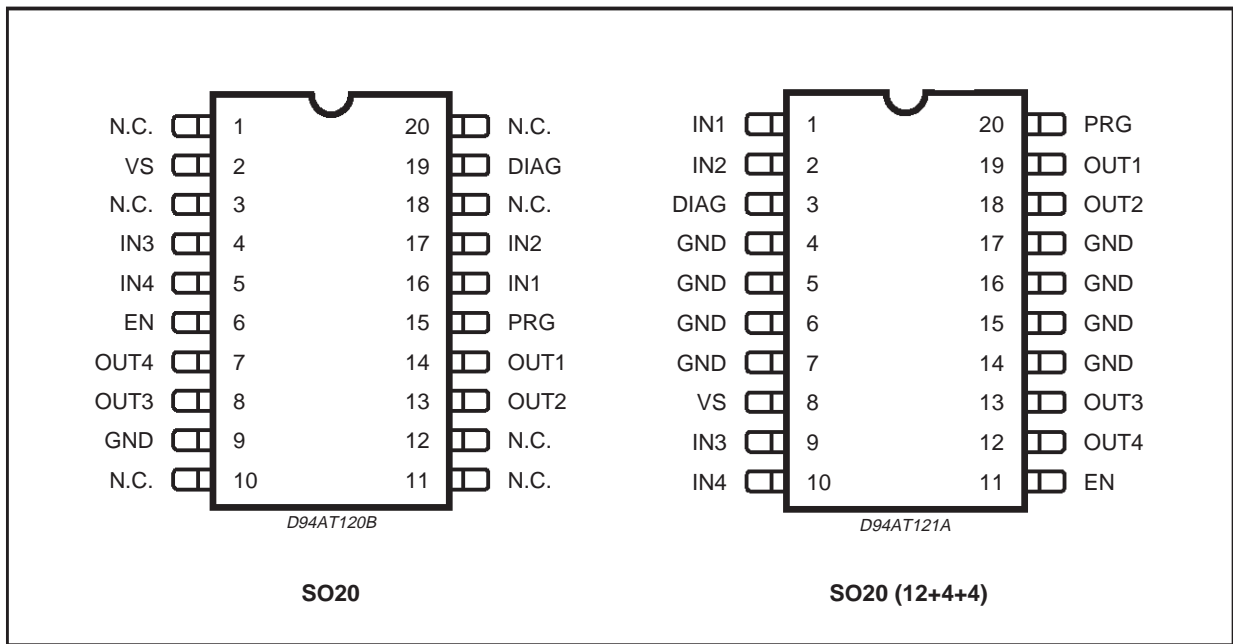 N.C. 1 20 N.C.
VS 2 19 DIAG
N.C. 3 18 N.C.
IN3 4 17 IN2
IN4 5 16 IN1
EN 6 15 PRG
OUT4 7 14 OUT1
OUT3 8 13 OUT2
GND 9 12 N.C.
N.C. 10 11 N.C.
D94AT120B
SO20
IN1 1 20 PRG
IN2 2 19 OUT1
DIAG 3 18 OUT2
GND 4 17 GND
GND 5 16 GND
GND 6 15 GND
GND 7 14 GND
VS 8 13 OUT3
IN3 9 12 OUT4
IN4 10 11 EN
D94AT121A
SO20 (12+4+4)